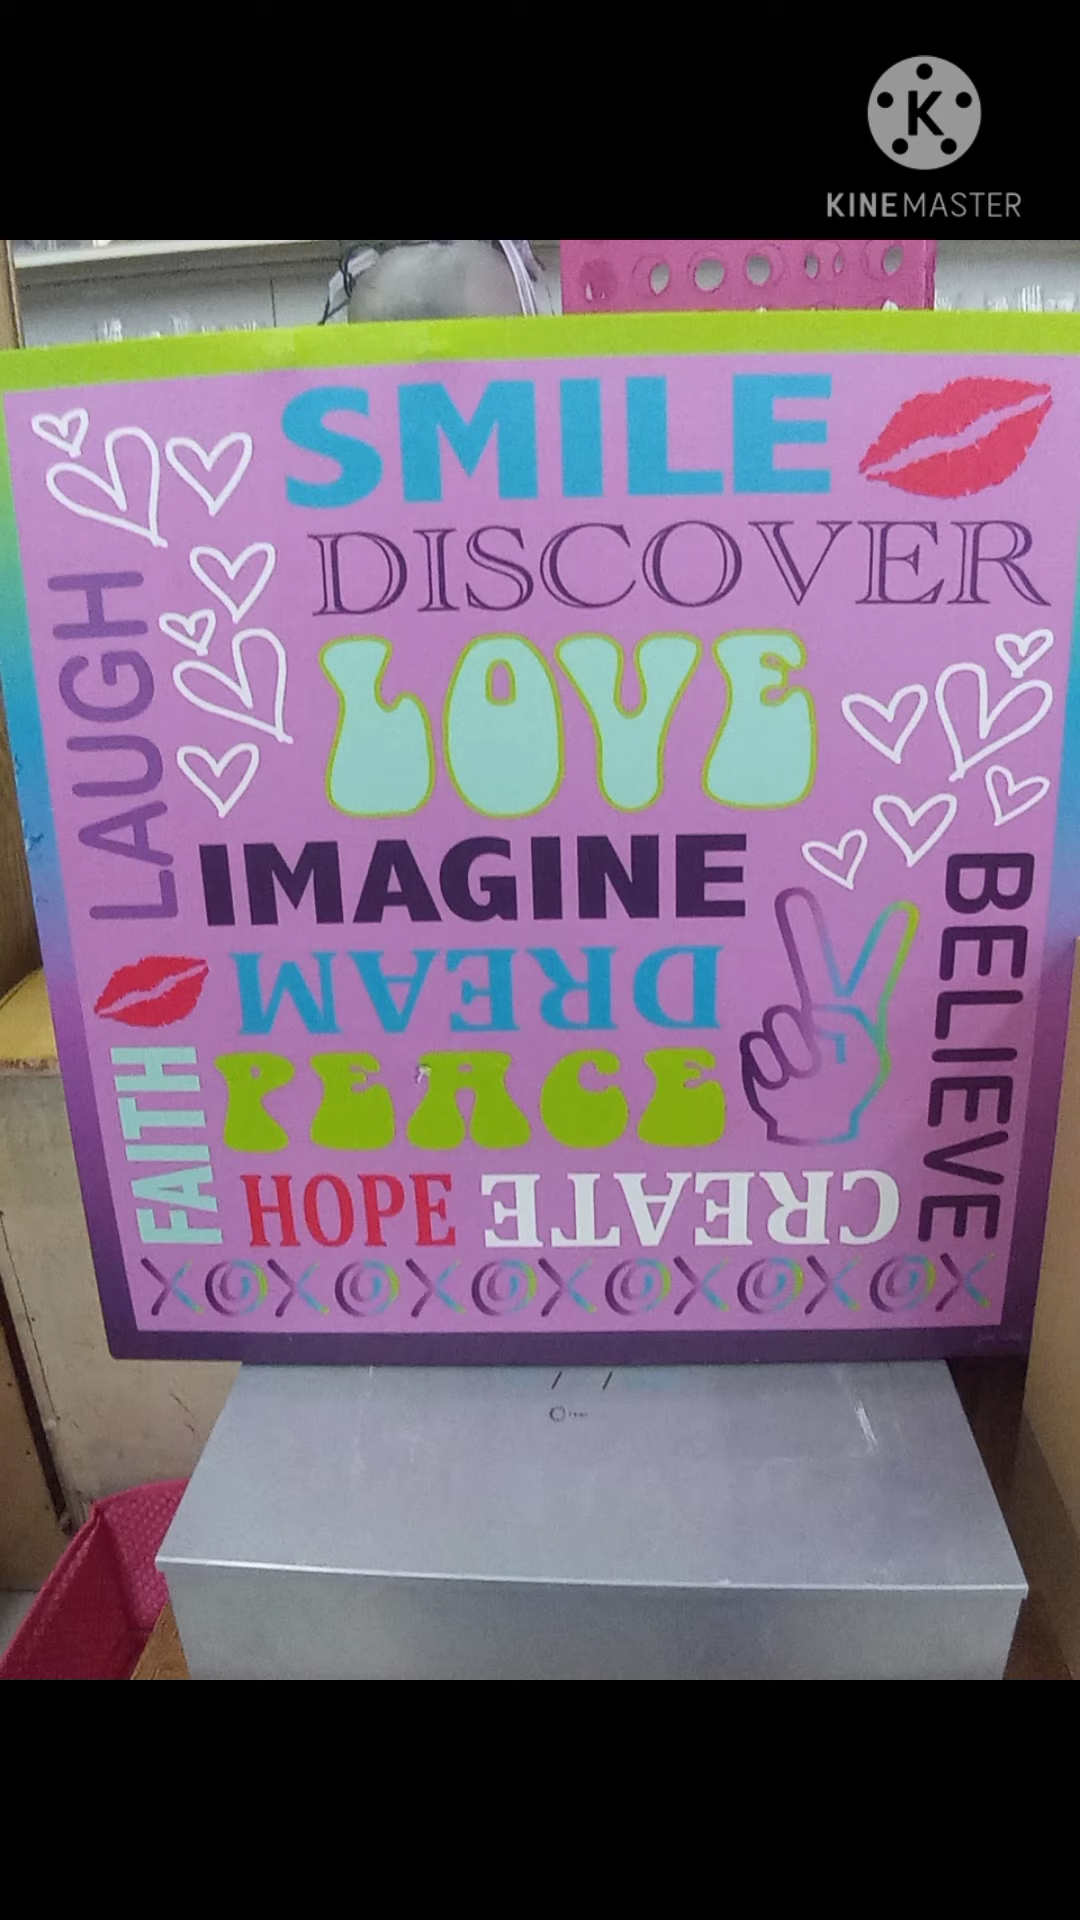 K
KINEMASTER
SMILE
DISCOVER
LAUGH
LOVE
IMAGINE
BELIEVE
DREAM
PEACE
FAITH
HOPE CREATE
XOXOXOXOXOXOX